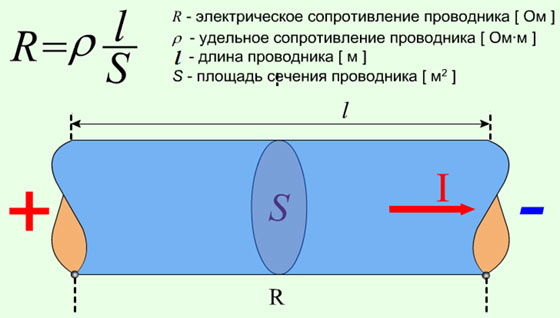 R=ρ l/S
R - электрическое сопротивление проводника [ Ом ]
ρ - удельное сопротивление проводника [ Ом·м ]
l - длина проводника [ м ]
S - площадь сечения проводника [ м² ]
l
I
+
S
-
R